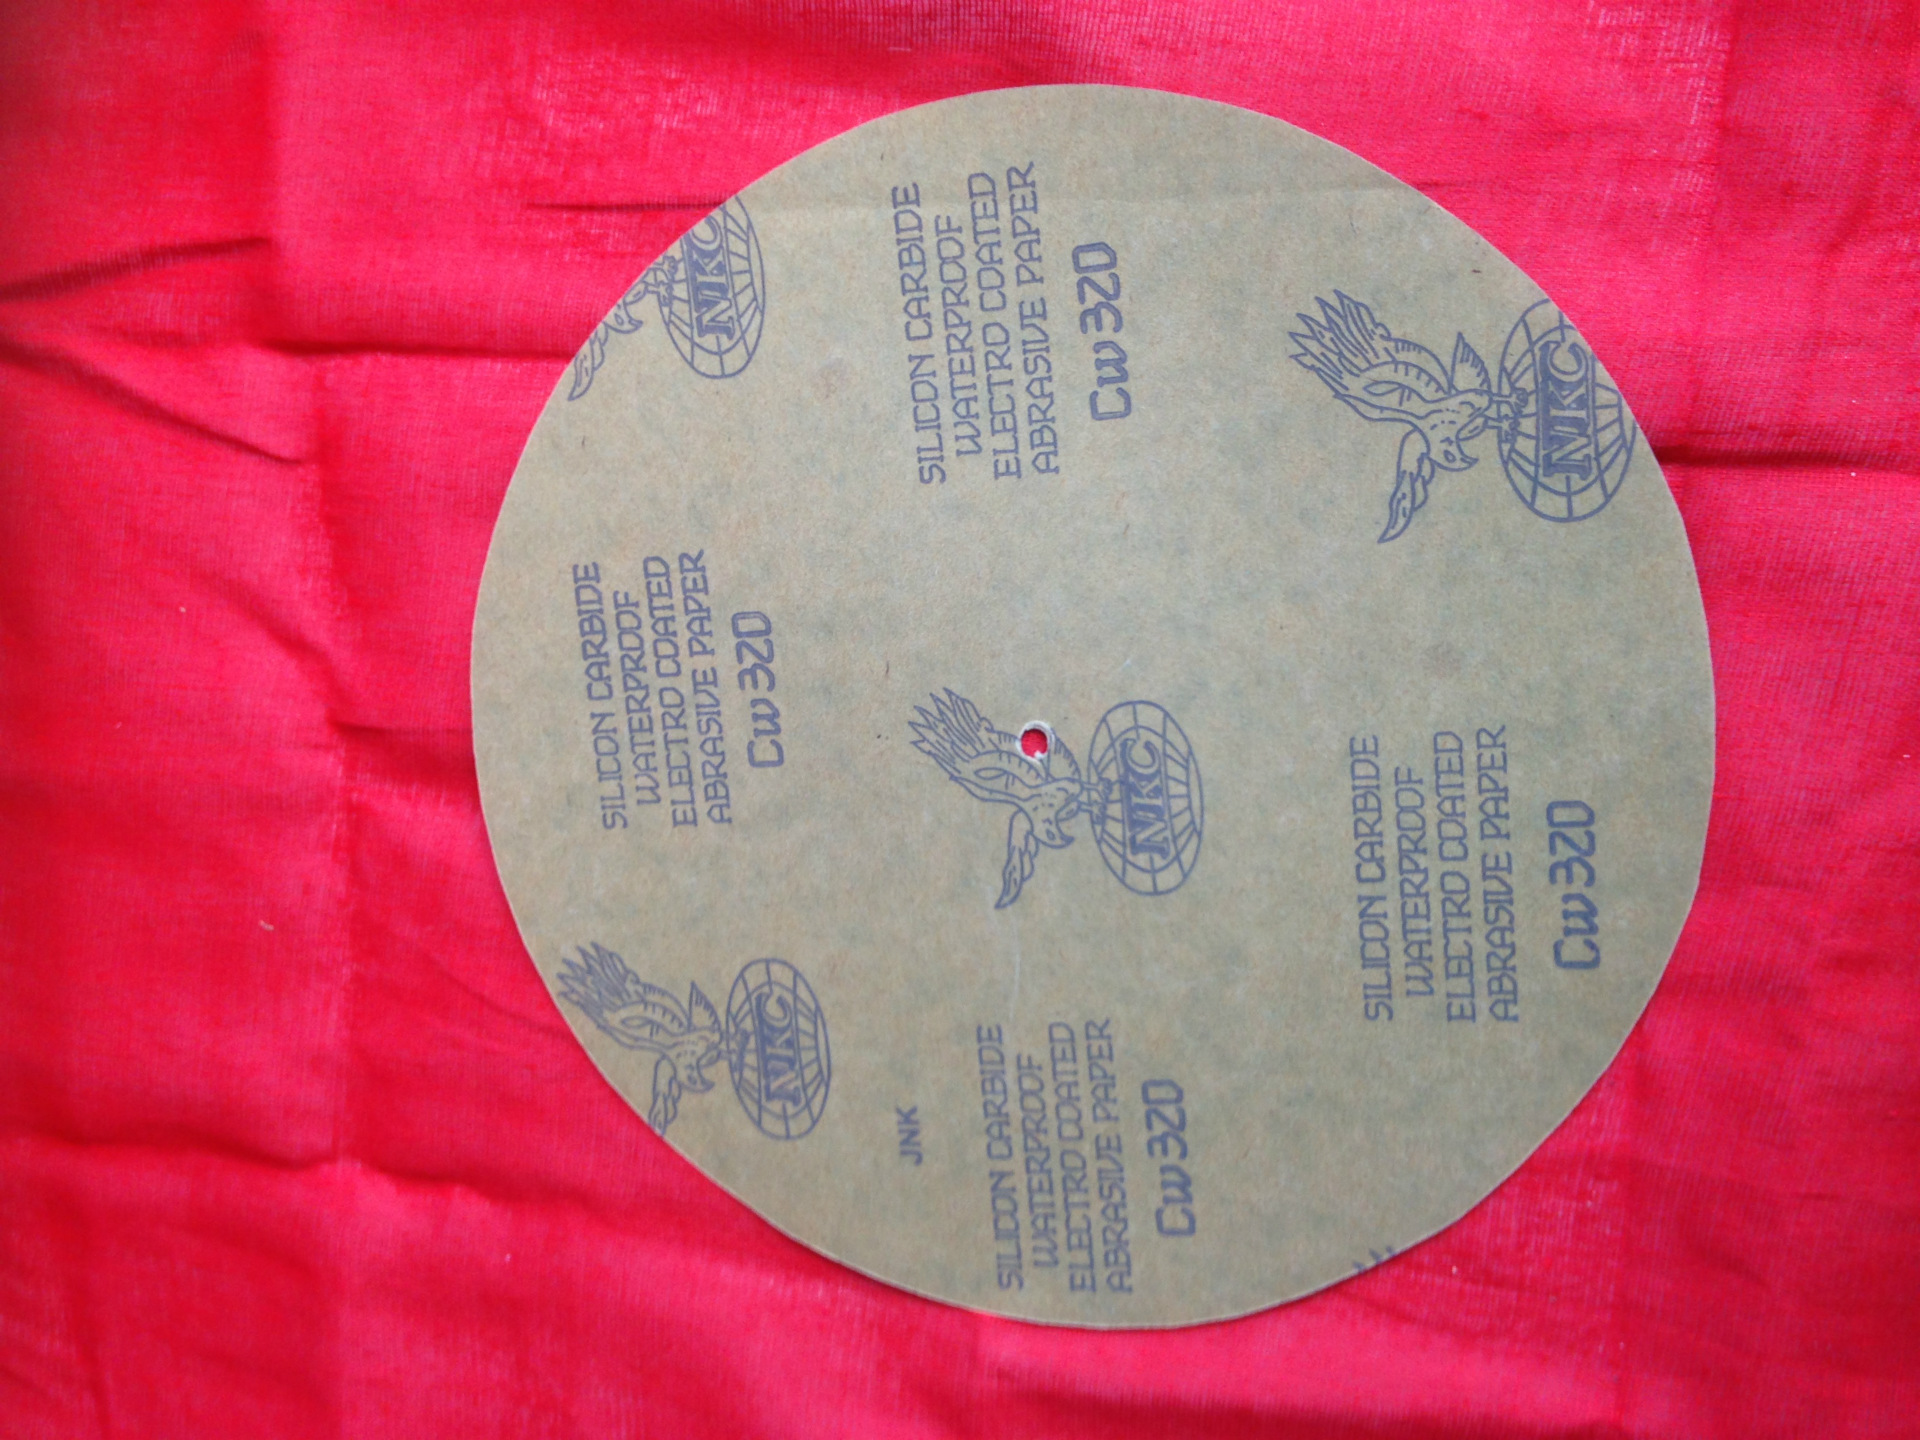 SILICON CARBIDE
WATERPROOF
ELECTRO COATED
ABRASIVE PAPER
Cw 320
NKC
NKC
JNK
SILICON CARBIDE
WATERPROOF
ELECTRO COATED
ABRASIVE PAPER
Cw 320
SILICON CARBIDE
WATERPROOF
ELECTRO COATED
ABRASIVE PAPER
Cw 320
NKC
SILICON CARBIDE
WATERPROOF
ELECTRO COATED
ABRASIVE PAPER
Cw 320
NKC